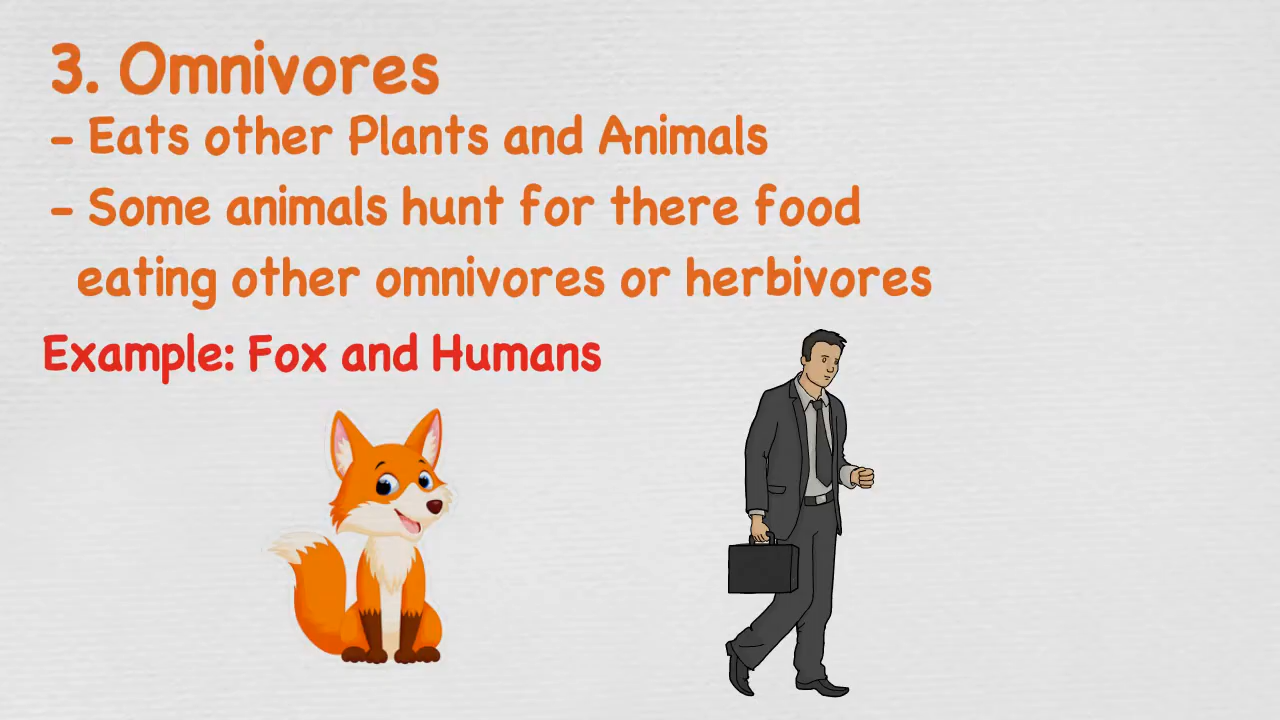 3. Omnivores
- Eats other Plants and Animals
- Some animals hunt for there food
eating other omnivores or herbivores
Example: Fox and Humans